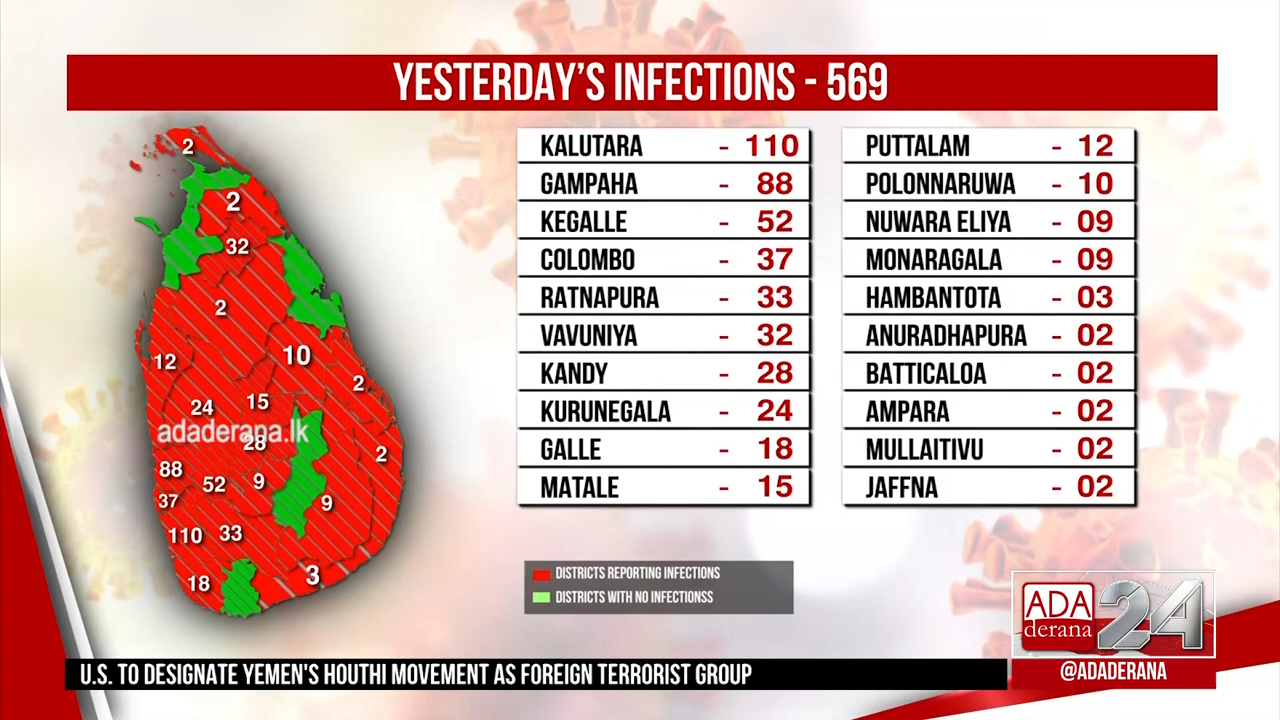 YESTERDAY'S INFECTIONS - 569
KALUTARA - 110
GAMPAHA - 88
KEGALLE - 52
COLOMBO - 37
RATNAPURA - 33
VAVUNIYA - 32
KANDY - 28
KURUNEGALA - 24
GALLE - 18
MATALE - 15
PUTTALAM - 12
POLONNARUWA - 10
NUWARA ELIYA - 09
MONARAGALA - 09
HAMBANTOTA - 03
ANURADHAPURA - 02
BATTICALOA - 02
AMPARA - 02
MULLAITIVU - 02
JAFFNA - 02
2
2
32
2
12
10
2
24
15
adaderana.lk
28
2
88
52
9
37
9
110
33
18
3
DISTRICTS REPORTING INFECTIONS
DISTRICTS WITH NO INFECTIONSS
ADA
derana
24
@ADADERANA
U.S. TO DESIGNATE YEMEN'S HOUTHI MOVEMENT AS FOREIGN TERRORIST GROUP